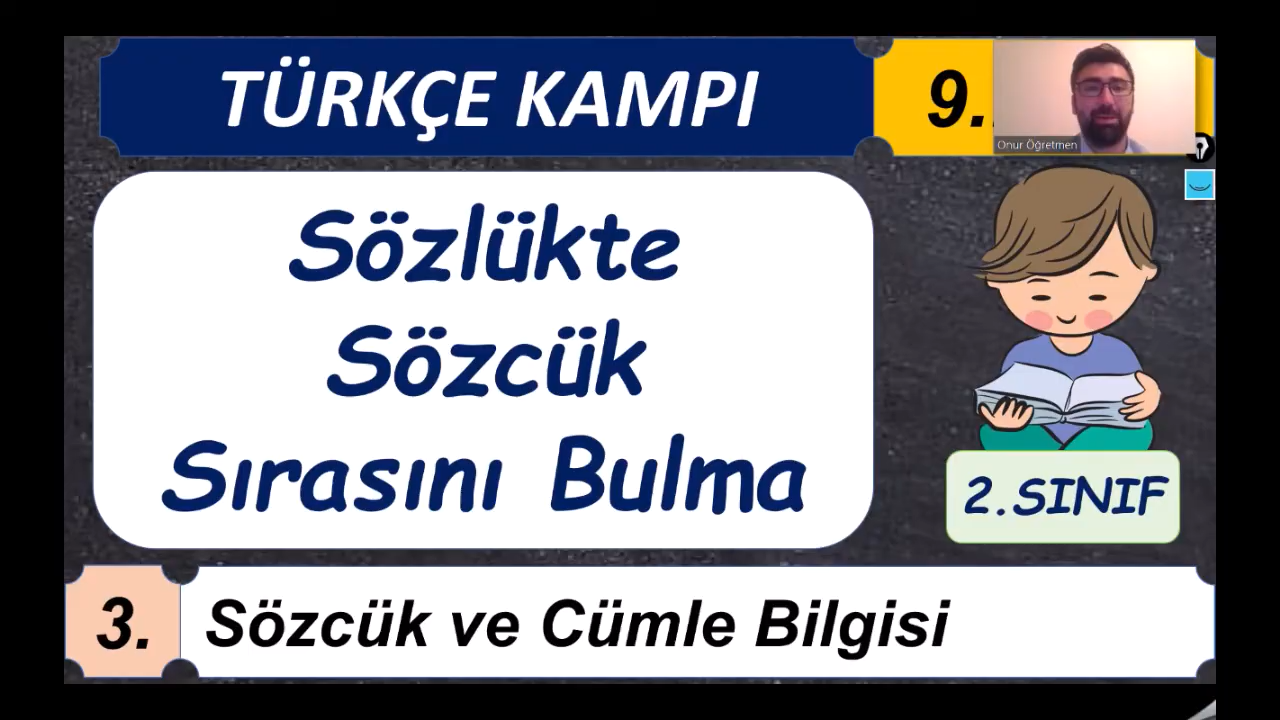 TÜRKÇE KAMPI
9.
Onur Öğretmen
Sözlükte
Sözcük
Sırasını Bulma
2.SINIF
3.
Sözcük ve Cümle Bilgisi